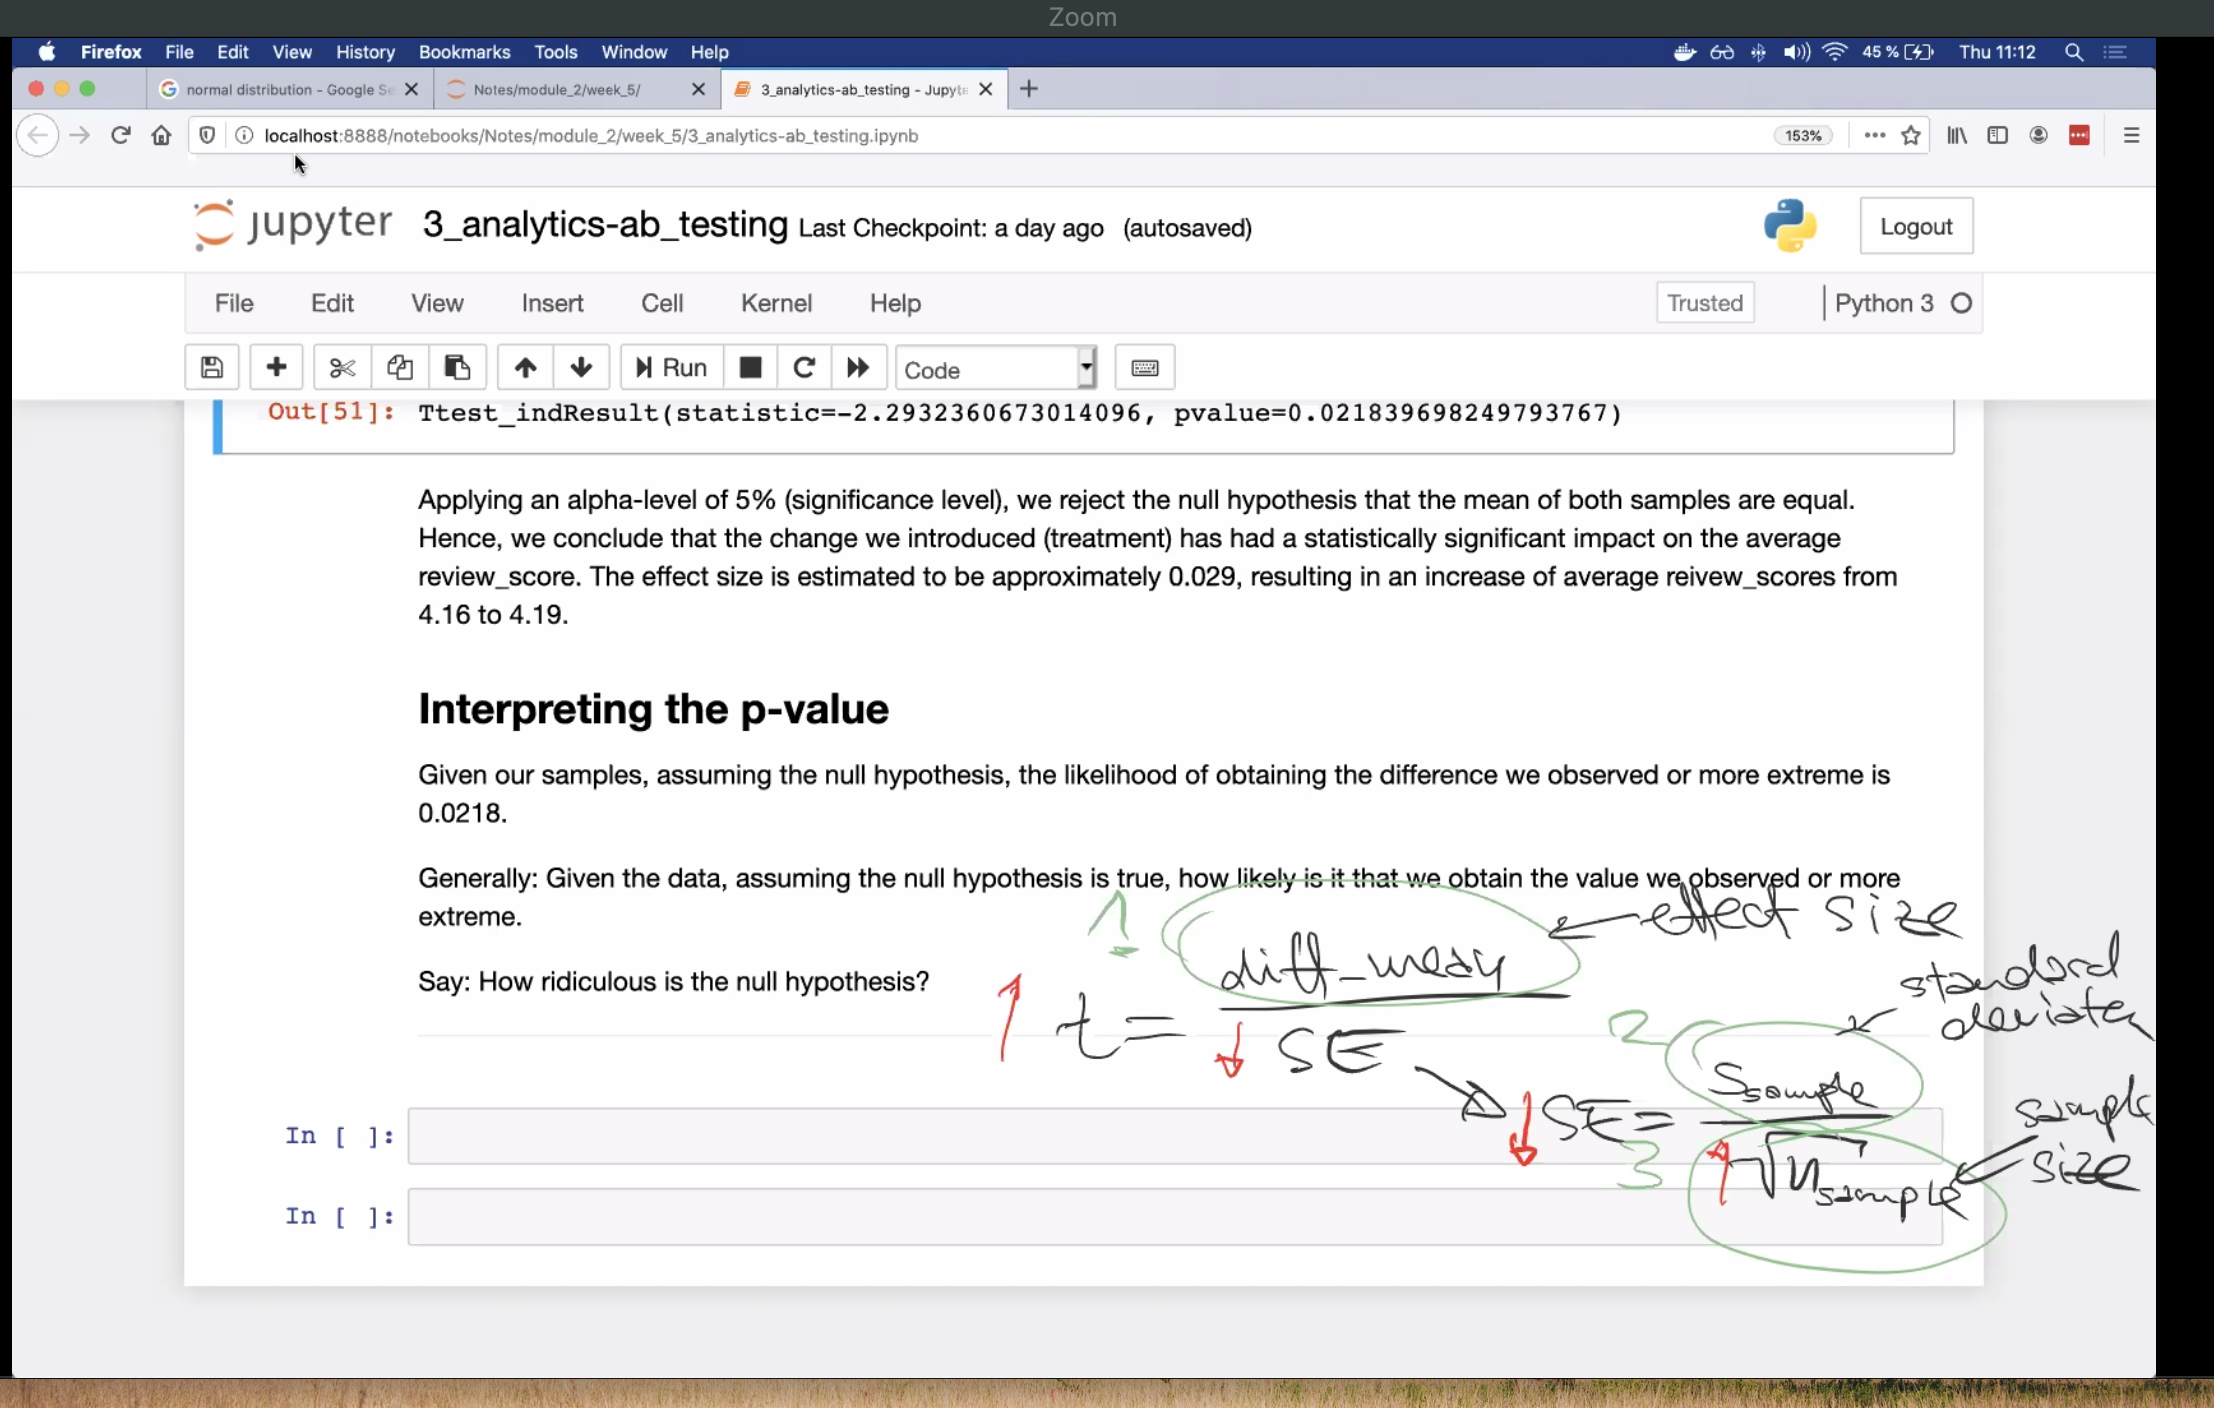 Zoom
Firefox File Edit View History Bookmarks Tools Window Help 45 % Thu 11:12
normal distribution - Google Se Notes/module_2/week_5/ 3_analytics-ab_testing - Jupyte
localhost:8888/notebooks/Notes/module_2/week_5/3_analytics-ab_testing.ipynb 153%
jupyter 3_analytics-ab_testing Last Checkpoint: a day ago (autosaved) Logout
File Edit View Insert Cell Kernel Help Trusted Python 3
Run Code
Out[51]: Ttest_indResult(statistic=-2.2932360673014096, pvalue=0.021839698249793767)
Applying an alpha-level of 5% (significance level), we reject the null hypothesis that the mean of both samples are equal.
Hence, we conclude that the change we introduced (treatment) has had a statistically significant impact on the average
review_score. The effect size is estimated to be approximately 0.029, resulting in an increase of average reivew_scores from
4.16 to 4.19.
Interpreting the p-value
Given our samples, assuming the null hypothesis, the likelihood of obtaining the difference we observed or more extreme is
0.0218.
Generally: Given the data, assuming the null hypothesis is true, how likely is it that we obtain the value we observed or more
extreme.
Say: How ridiculous is the null hypothesis?
1 diff_mean effect size
t = SE
2 standard
deviation
S sample
SE =
3 √n sample
sample
size
In [ ]:
In [ ]: